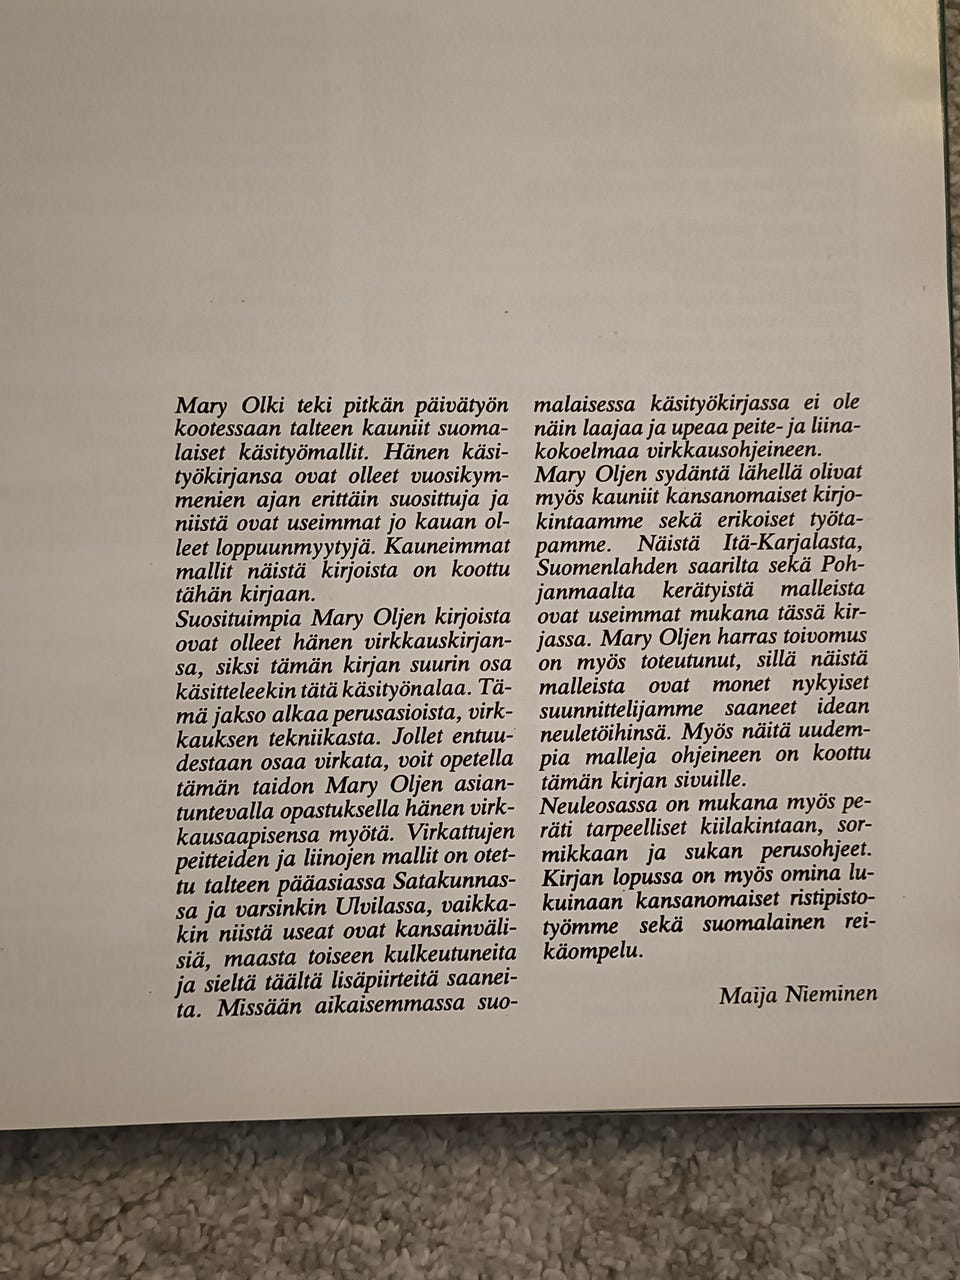 Mary Olki teki pitkän päivätyön
kootessaan talteen kauniit suoma-
laiset käsityömallit. Hänen käsi-
työkirjansa ovat olleet vuosikym-
menien ajan erittäin suosittuja ja
niistä ovat useimmat jo kauan ol-
leet loppuunmyytyjä. Kauneimmat
mallit näistä kirjoista on koottu
tähän kirjaan.
Suosituimpia Mary Oljen kirjoista
ovat olleet hänen virkkauskirjan-
sa, siksi tämän kirjan suurin osa
käsitteleekin tätä käsityönalaa. Tä-
mä jakso alkaa perusasioista, virk-
kauksen tekniikasta. Jollet entuu-
destaan osaa virkata, voit opetella
tämän taidon Mary Oljen asian-
tuntevalla opastuksella hänen virk-
kausaapisensa myötä. Virkattujen
peitteiden ja liinojen mallit on otet-
tu talteen pääasiassa Satakunnas-
sa ja varsinkin Ulvilassa, vaikka-
kin niistä useat ovat kansainväli-
siä, maasta toiseen kulkeutuneita
ja sieltä täältä lisäpiirteitä saanei-
ta. Missään aikaisemmassa suo-
malaisessa käsityökirjassa ei ole
näin laajaa ja upeaa peite- ja liina-
kokoelmaa virkkausohjeineen.
Mary Oljen sydäntä lähellä olivat
myös kauniit kansanomaiset kirjo-
kintaamme sekä erikoiset työta-
pamme. Näistä Itä-Karjalasta,
Suomenlahden saarilta sekä Poh-
janmaalta kerätyistä malleista
ovat useimmat mukana tässä kir-
jassa. Mary Oljen harras toivomus
on myös toteutunut, sillä näistä
malleista ovat monet nykyiset
suunnittelijamme saaneet idean
neuletöihinsä. Myös näitä uudem-
pia malleja ohjeineen on koottu
tämän kirjan sivuille.
Neuleosassa on mukana myös pe-
räti tarpeelliset kiilakintaan, sor-
mikkaan ja sukan perusohjeet.
Kirjan lopussa on myös omina lu-
kuinaan kansanomaiset ristipisto-
työmme sekä suomalainen rei-
käompelu.
Maija Nieminen